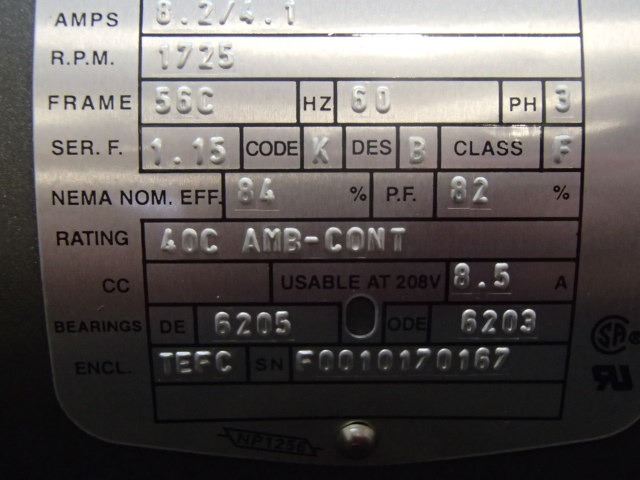 AMPS 8.2/4.1
R.P.M. 1725
FRAME 56C HZ 60 PH 3
SER. F. 1.15 CODE K DES B CLASS F
NEMA NOM. EFF. 84 % P.F. 82 %
RATING 40C AMB-CONT
CC USABLE AT 208V 8.5 A
BEARINGS DE 6205 ODE 6203
ENCL. TEFC SN F0010170167
NP1256